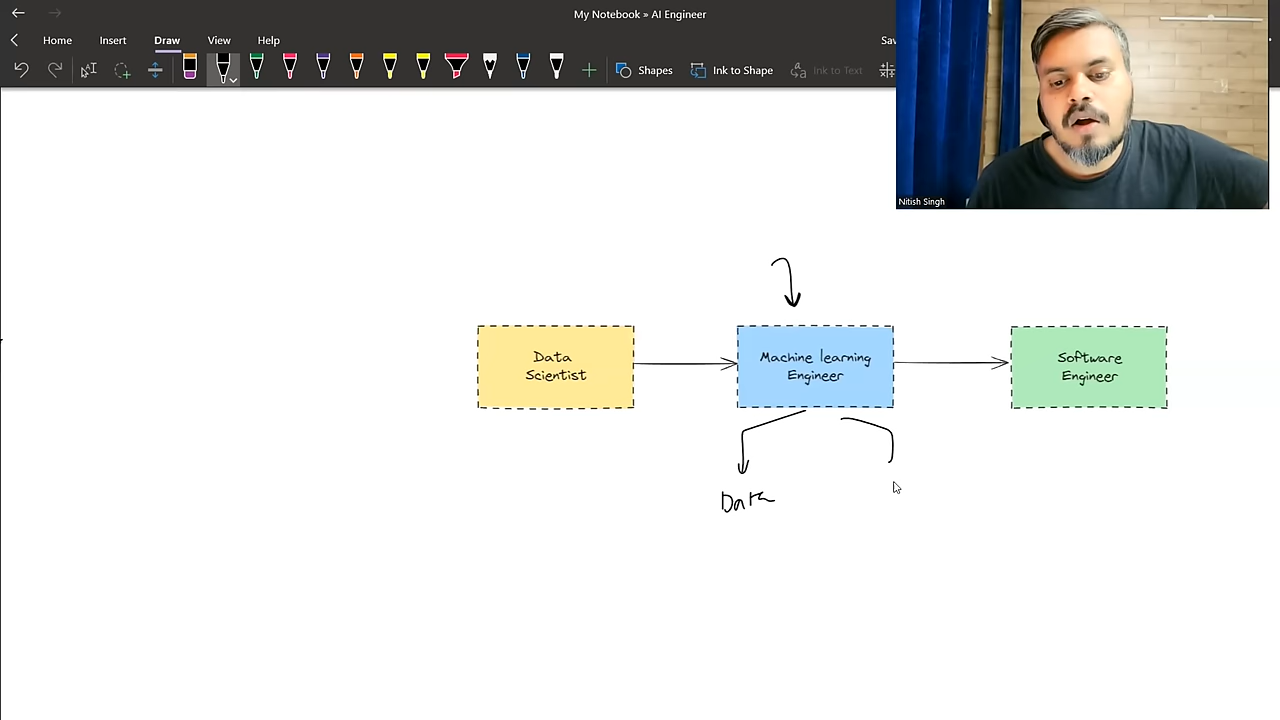 My Notebook » AI Engineer
Home Insert Draw View Help
Shapes Ink to Shape Ink to Text
Nitish Singh
Data
Scientist
Machine learning
Engineer
Software
Engineer
Data